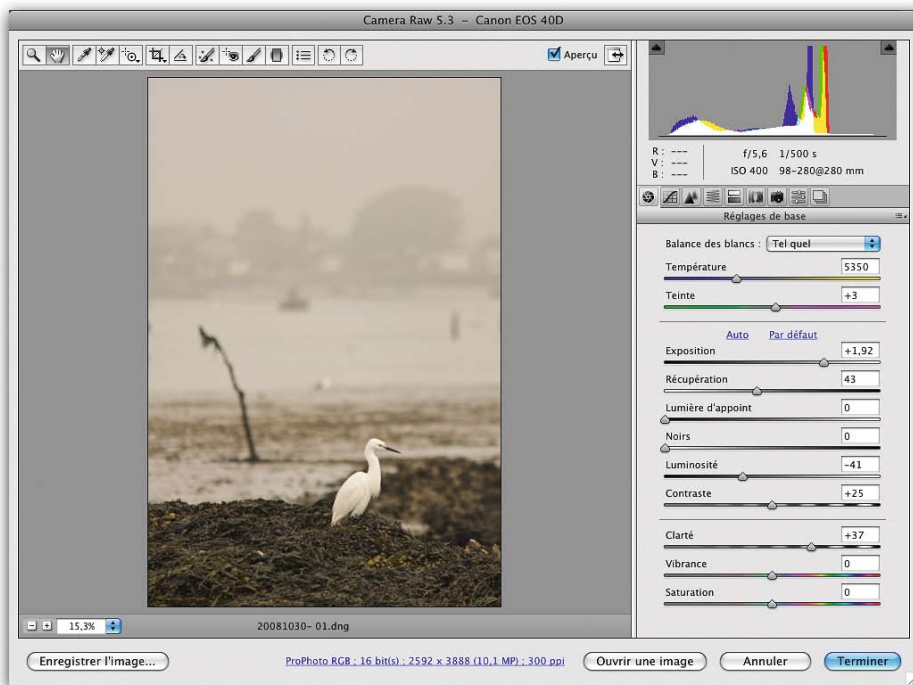 Camera Raw 5.3 – Canon EOS 40D
Aperçu
R : ---
V : ---
B : ---
f/5,6 1/500 s
ISO 400 98-280@280 mm
Réglages de base
Balance des blancs : Tel quel
Température 5350
Teinte +3
Auto Par défaut
Exposition +1,92
Récupération 43
Lumière d'appoint 0
Noirs 0
Luminosité -41
Contraste +25
Clarté +37
Vibrance 0
Saturation 0
15,3%
20081030- 01.dng
Enregistrer l'image...
ProPhoto RGB ; 16 bit(s) ; 2592 x 3888 (10,1 MP) ; 300 ppi
Ouvrir une image
Annuler
Terminer